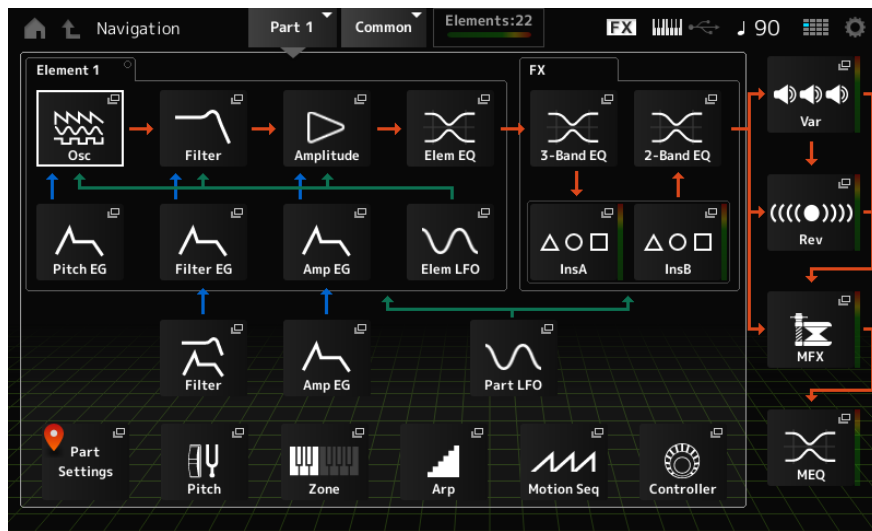 Navigation
Part 1
Common
Elements:22
FX
90
Element 1
FX
Osc
Filter
Amplitude
Elem EQ
3-Band EQ
2-Band EQ
Var
Pitch EG
Filter EG
Amp EG
Elem LFO
InsA
InsB
Rev
Filter
Amp EG
Part LFO
MFX
Part
Settings
Pitch
Zone
Arp
Motion Seq
Controller
MEQ